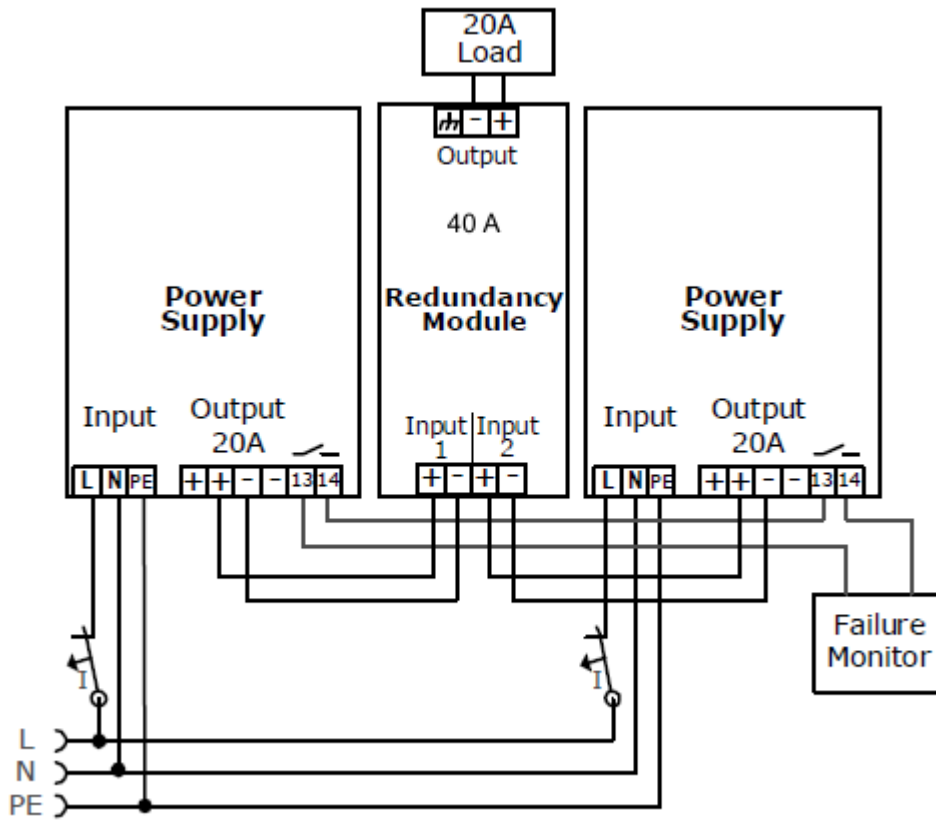 20A
Load
- +
Output
40 A
Power
Supply
Redundancy
Module
Power
Supply
Input
Output
20A
Input
1
Input
2
Input
Output
20A
L N PE
+ + - - 13 14
+ - + -
L N PE
+ + - - 13 14
Failure
Monitor
I
I
L
N
PE